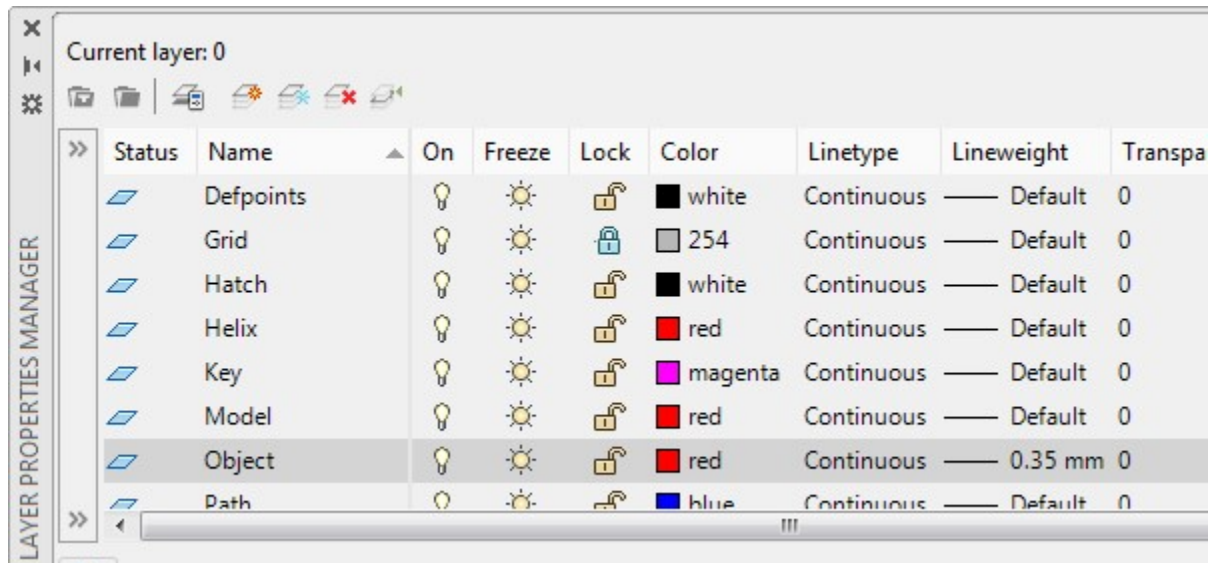 Current layer: 0
Status Name On Freeze Lock Color Linetype Lineweight Transpa
Defpoints white Continuous Default 0
Grid 254 Continuous Default 0
Hatch white Continuous Default 0
Helix red Continuous Default 0
Key magenta Continuous Default 0
Model red Continuous Default 0
Object red Continuous 0.35 mm 0
Path blue Continuous Default 0
LAYER PROPERTIES MANAGER